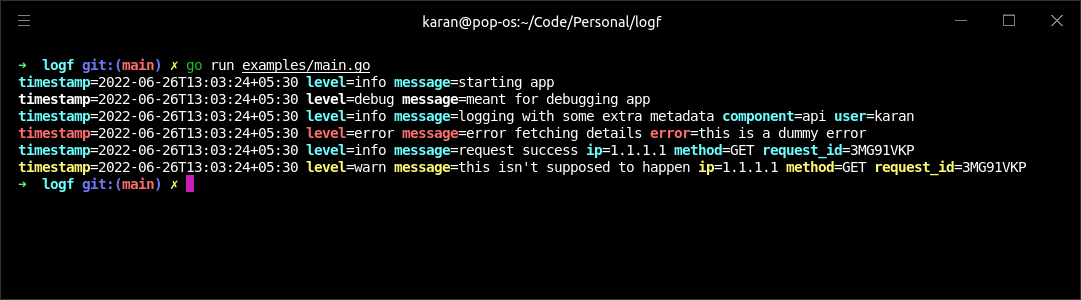 karan@pop-os:~/Code/Personal/logf
➜ logf git:(main) ✗ go run examples/main.go
timestamp=2022-06-26T13:03:24+05:30 level=info message=starting app
timestamp=2022-06-26T13:03:24+05:30 level=debug message=meant for debugging app
timestamp=2022-06-26T13:03:24+05:30 level=info message=logging with some extra metadata component=api user=karan
timestamp=2022-06-26T13:03:24+05:30 level=error message=error fetching details error=this is a dummy error
timestamp=2022-06-26T13:03:24+05:30 level=info message=request success ip=1.1.1.1 method=GET request_id=3MG91VKP
timestamp=2022-06-26T13:03:24+05:30 level=warn message=this isn't supposed to happen ip=1.1.1.1 method=GET request_id=3MG91VKP
➜ logf git:(main) ✗